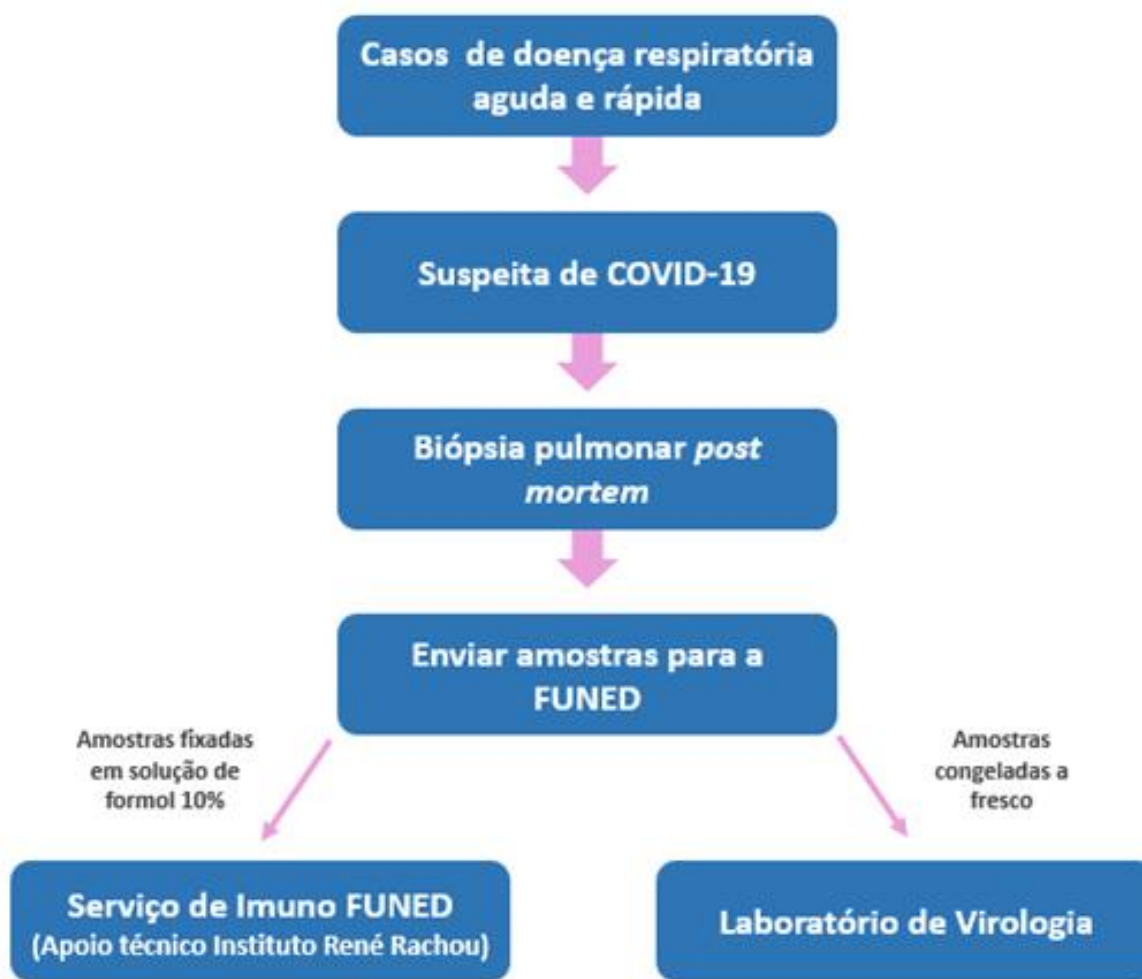 Casos de doença respiratória
aguda e rápida
Suspeita de COVID-19
Biópsia pulmonar post
mortem
Enviar amostras para a
FUNED
Amostras fixadas
em solução de
formol 10%
Amostras
congeladas a
fresco
Serviço de Imuno FUNED
(Apoio técnico Instituto René Rachou)
Laboratório de Virologia